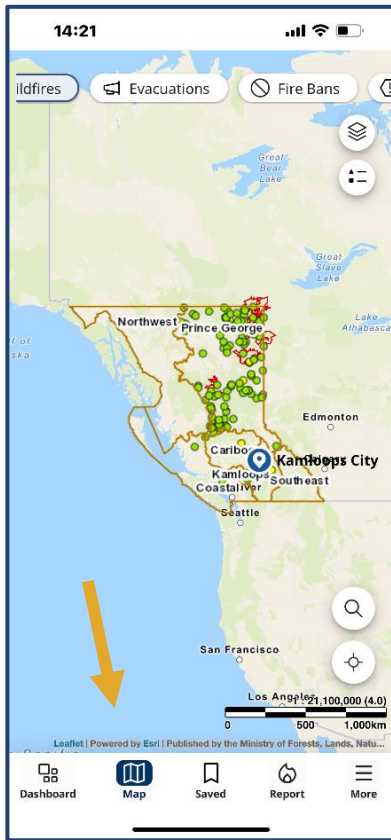 14:21
ildfires
Evacuations
Fire Bans
Great
Bear
Lake
Great
Slave
Lake
Northwest
Prince George
Lake
Athabasca
Edmonton
Cariboo
Kamloops City
Kamloops
Southeast
Coastal
Seattle
San Francisco
Los Angeles
1 : 21,100,000 (4.0)
0 500 1,000km
Leaflet | Powered by Esri | Published by the Ministry of Forests, Lands, Natu...
Dashboard
Map
Saved
Report
More